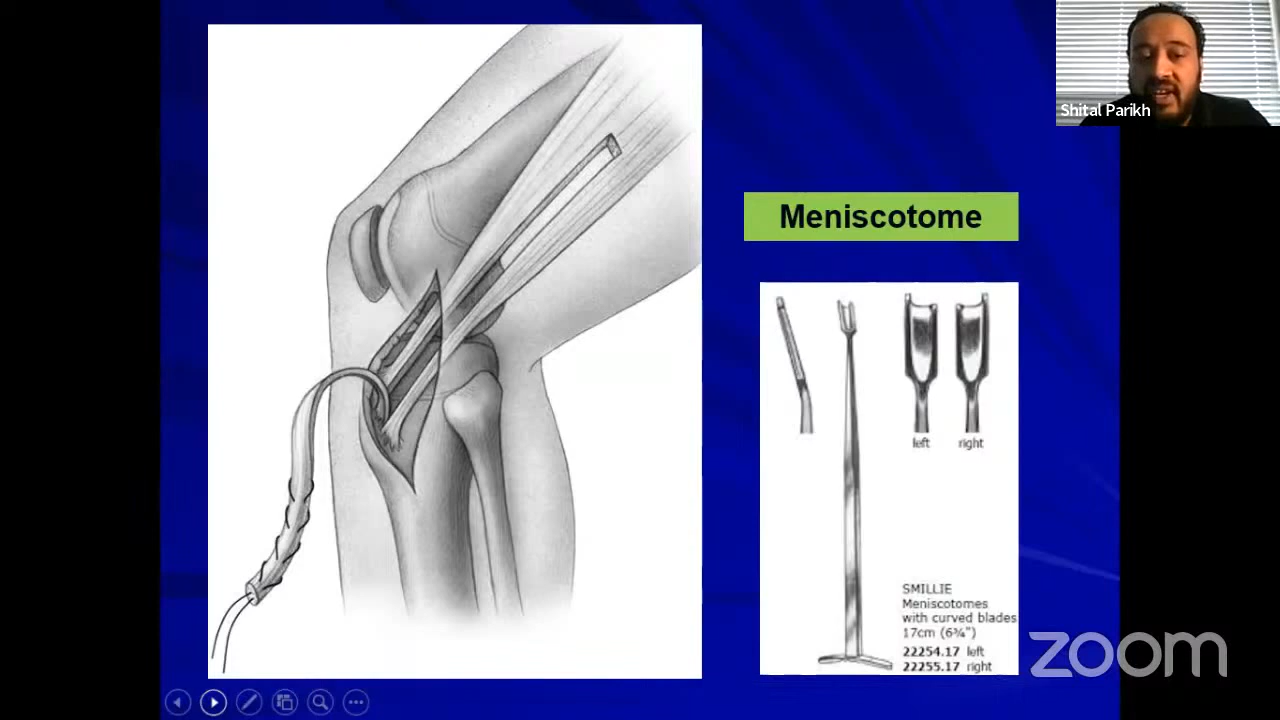 Shital Parikh
Meniscotome
left right
SMILLIE
Meniscotomes
with curved blades
17cm (6¾")
22254.17 left
22255.17 right
zoom